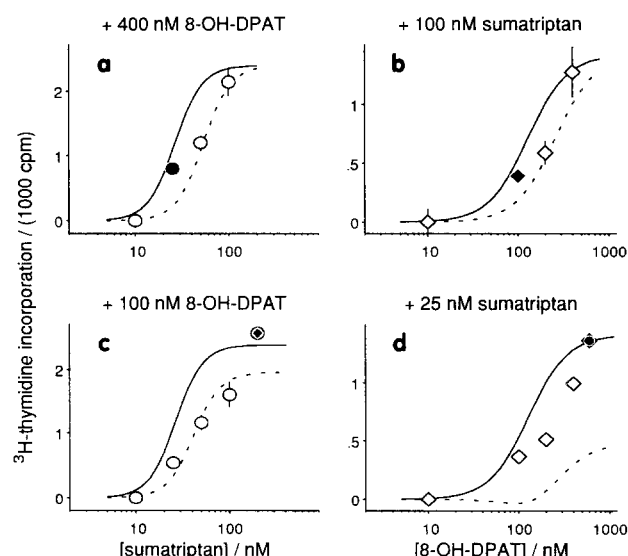 + 400 nM 8-OH-DPAT
+ 100 nM sumatriptan
a
b
2
1
0
10
100
1
.5
0
10
100
1000
³H-thymidine incorporation / (1000 cpm)
+ 100 nM 8-OH-DPAT
+ 25 nM sumatriptan
c
d
2
1
0
10
100
[sumatriptan] / nM
1
.5
0
10
100
1000
[8-OH-DPAT] / nM